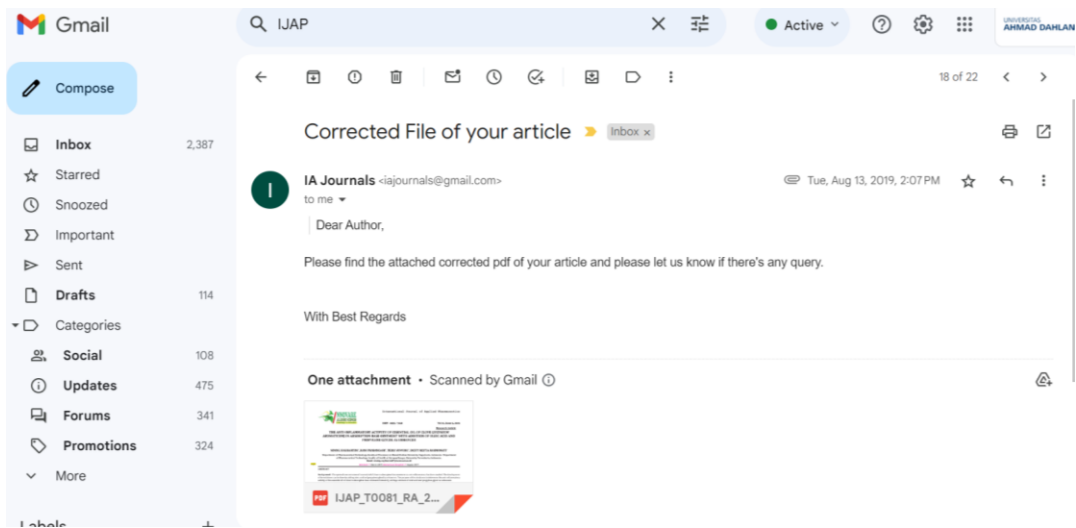 Gmail
IJAP
Active
UNIVERSITAS
AHMAD DAHLAN
Compose
18 of 22
Inbox 2,387
Starred
Snoozed
Important
Sent
Drafts 114
Categories
Social 108
Updates 475
Forums 341
Promotions 324
More
Labels
Corrected File of your article
Inbox x
IA Journals <iajournals@gmail.com>
Tue, Aug 13, 2019, 2:07 PM
to me
Dear Author,
Please find the attached corrected pdf of your article and please let us know if there's any query.
With Best Regards
One attachment • Scanned by Gmail
PDF
IJAP_T0081_RA_2...